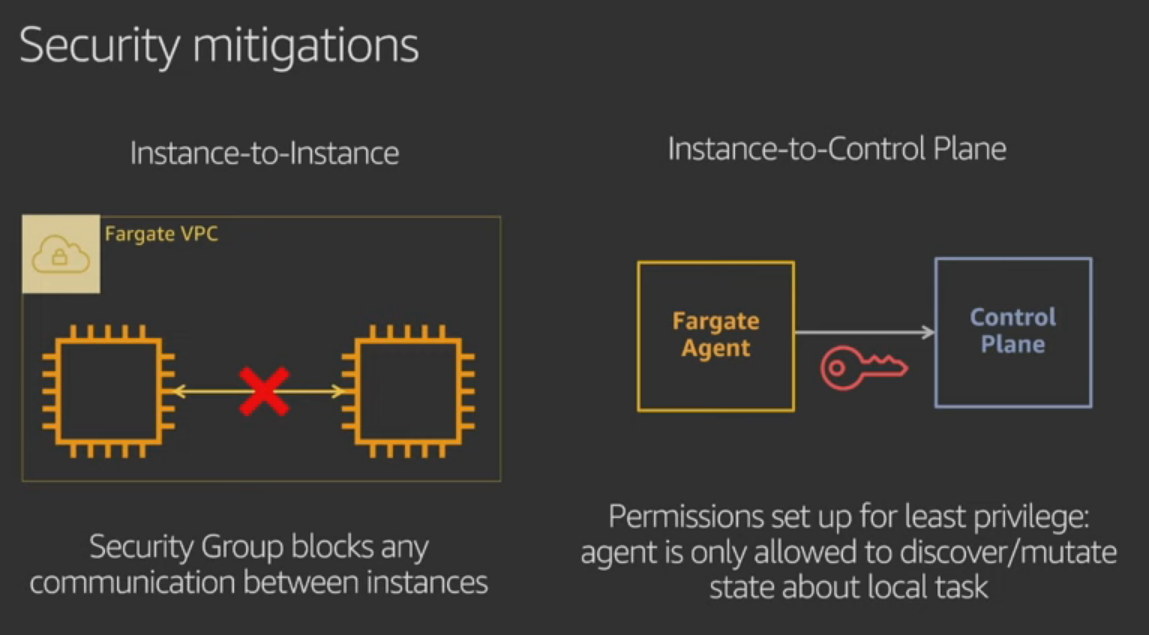 Security mitigations
Instance-to-Instance
Fargate VPC
Security Group blocks any
communication between instances
Instance-to-Control Plane
Fargate
Agent
Control
Plane
Permissions set up for least privilege:
agent is only allowed to discover/mutate
state about local task